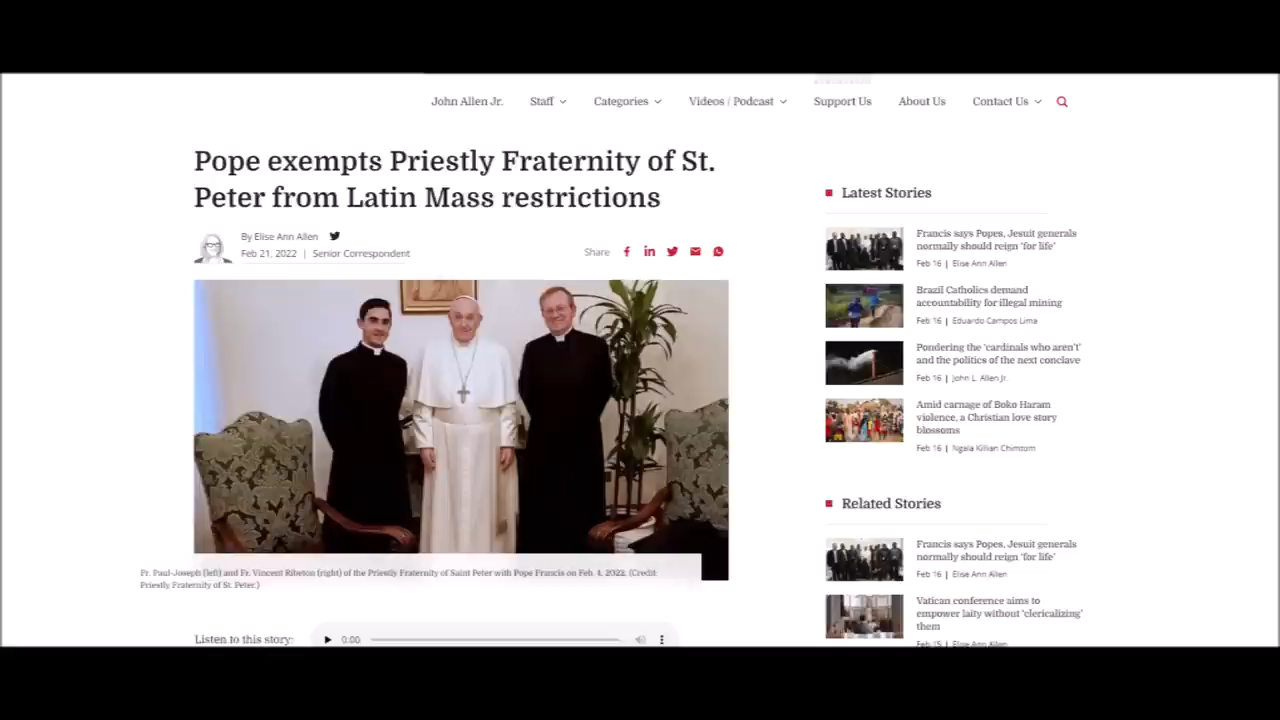 John Allen Jr. Staff Categories Videos / Podcast Support Us About Us Contact Us
Pope exempts Priestly Fraternity of St.
Peter from Latin Mass restrictions
By Elise Ann Allen
Feb 21, 2022 | Senior Correspondent
Share
Fr. Paul-Joseph (left) and Fr. Vincent Ribeton (right) of the Priestly Fraternity of Saint Peter with Pope Francis on Feb. 4, 2022. (Credit:
Priestly Fraternity of St. Peter.)
Listen to this story:
0:00
Latest Stories
Francis says Popes, Jesuit generals
normally should reign ‘for life’
Feb 16 | Elise Ann Allen
Brazil Catholics demand
accountability for illegal mining
Feb 16 | Eduardo Campos Lima
Pondering the ‘cardinals who aren’t’
and the politics of the next conclave
Feb 16 | John L. Allen Jr.
Amid carnage of Boko Haram
violence, a Christian love story
blossoms
Feb 16 | Ngala Killian Chimtom
Related Stories
Francis says Popes, Jesuit generals
normally should reign ‘for life’
Feb 16 | Elise Ann Allen
Vatican conference aims to
empower laity without ‘clericalizing’
them
Feb 15 | Elise Ann Allen